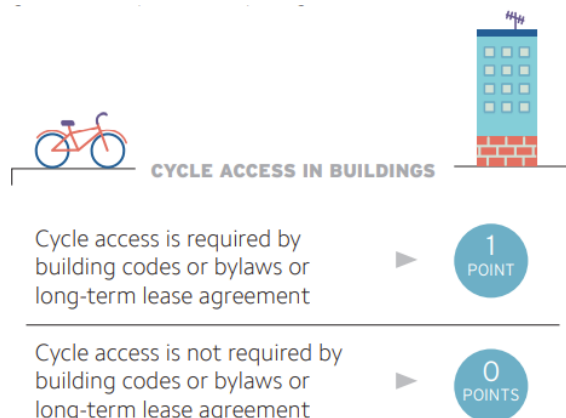 CYCLE ACCESS IN BUILDINGS
Cycle access is required by
building codes or bylaws or
long-term lease agreement
1
POINT
Cycle access is not required by
building codes or bylaws or
long-term lease agreement
0
POINTS